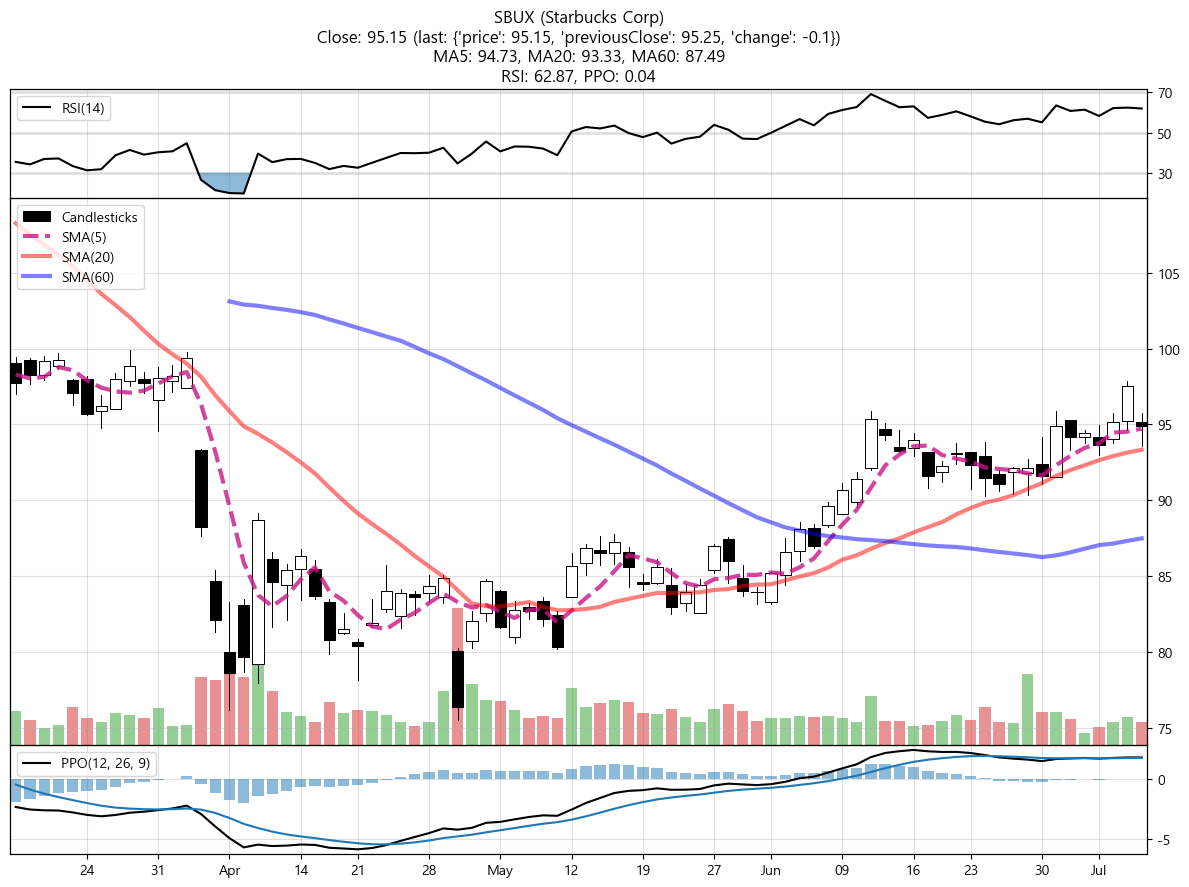 SBUX (Starbucks Corp)
Close: 95.15 (last: {'price': 95.15, 'previousClose': 95.25, 'change': -0.1})
MA5: 94.73, MA20: 93.33, MA60: 87.49
RSI: 62.87, PPO: 0.04
RSI(14)
70
50
30
Candlesticks
SMA(5)
SMA(20)
SMA(60)
105
100
95
90
85
80
75
PPO(12, 26, 9)
0
-5
24 31 Apr 14 21 28 May 12 19 27 Jun 09 16 23 30 Jul